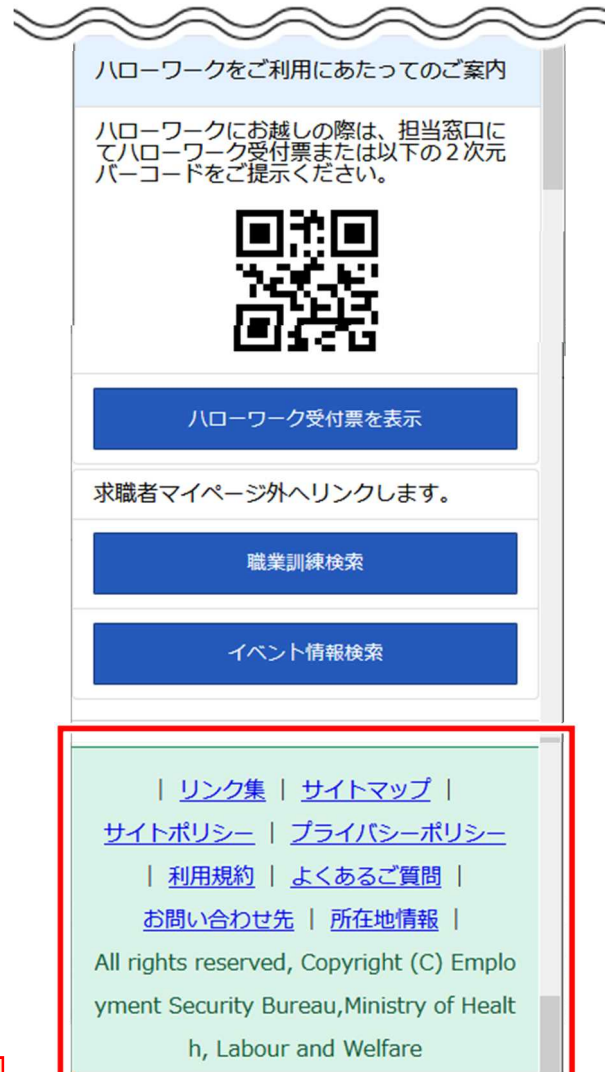 ハローワークをご利用にあたってのご案内
ハローワークにお越しの際は、担当窓口に
てハローワーク受付票または以下の２次元
バーコードをご提示ください。
ハローワーク受付票を表示
求職者マイページ外へリンクします。
職業訓練検索
イベント情報検索
| リンク集 | サイトマップ |
サイトポリシー | プライバシーポリシー
| 利用規約 | よくあるご質問 |
お問い合わせ先 | 所在地情報 |
All rights reserved, Copyright (C) Emplo
yment Security Bureau,Ministry of Healt
h, Labour and Welfare